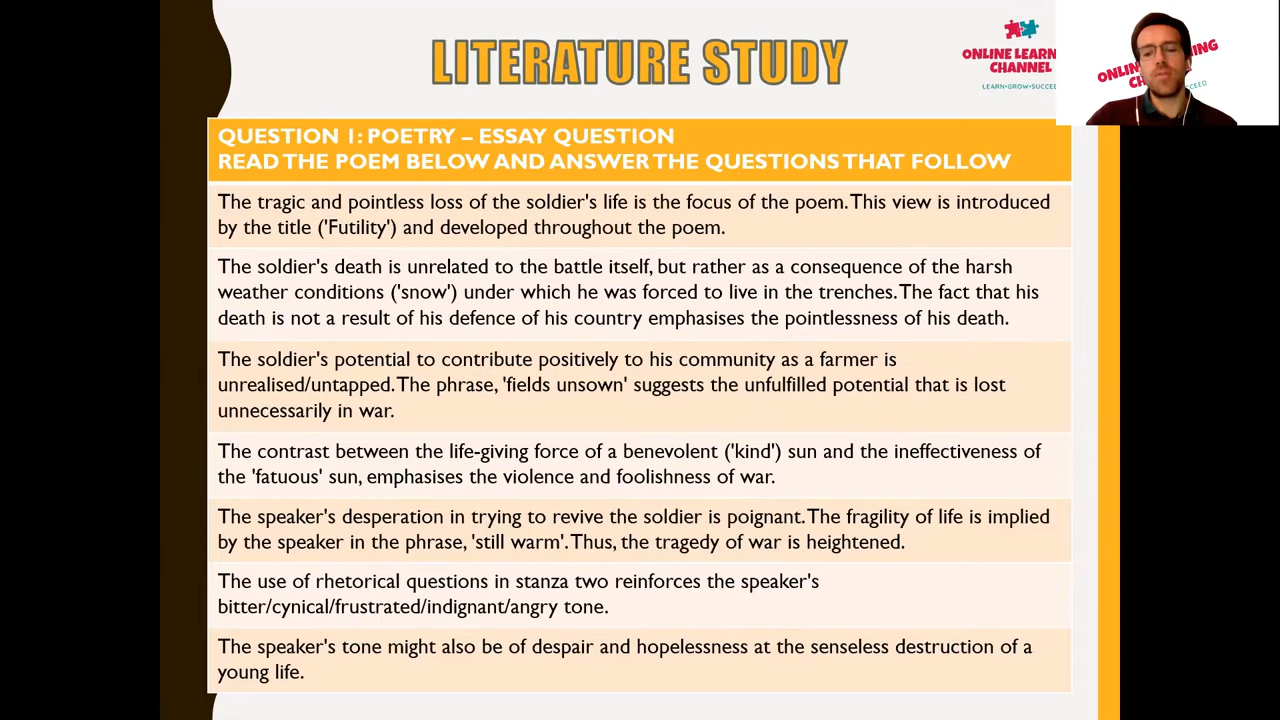 LITERATURE STUDY
ONLINE LEARN
CHANNEL
LEARN•GROW•SUCCEE
QUESTION 1: POETRY – ESSAY QUESTION
READ THE POEM BELOW AND ANSWER THE QUESTIONS THAT FOLLOW
The tragic and pointless loss of the soldier's life is the focus of the poem. This view is introduced
by the title ('Futility') and developed throughout the poem.
The soldier's death is unrelated to the battle itself, but rather as a consequence of the harsh
weather conditions ('snow') under which he was forced to live in the trenches. The fact that his
death is not a result of his defence of his country emphasises the pointlessness of his death.
The soldier's potential to contribute positively to his community as a farmer is
unrealised/untapped. The phrase, 'fields unsown' suggests the unfulfilled potential that is lost
unnecessarily in war.
The contrast between the life-giving force of a benevolent ('kind') sun and the ineffectiveness of
the 'fatuous' sun, emphasises the violence and foolishness of war.
The speaker's desperation in trying to revive the soldier is poignant. The fragility of life is implied
by the speaker in the phrase, 'still warm'. Thus, the tragedy of war is heightened.
The use of rhetorical questions in stanza two reinforces the speaker's
bitter/cynical/frustrated/indignant/angry tone.
The speaker's tone might also be of despair and hopelessness at the senseless destruction of a
young life.